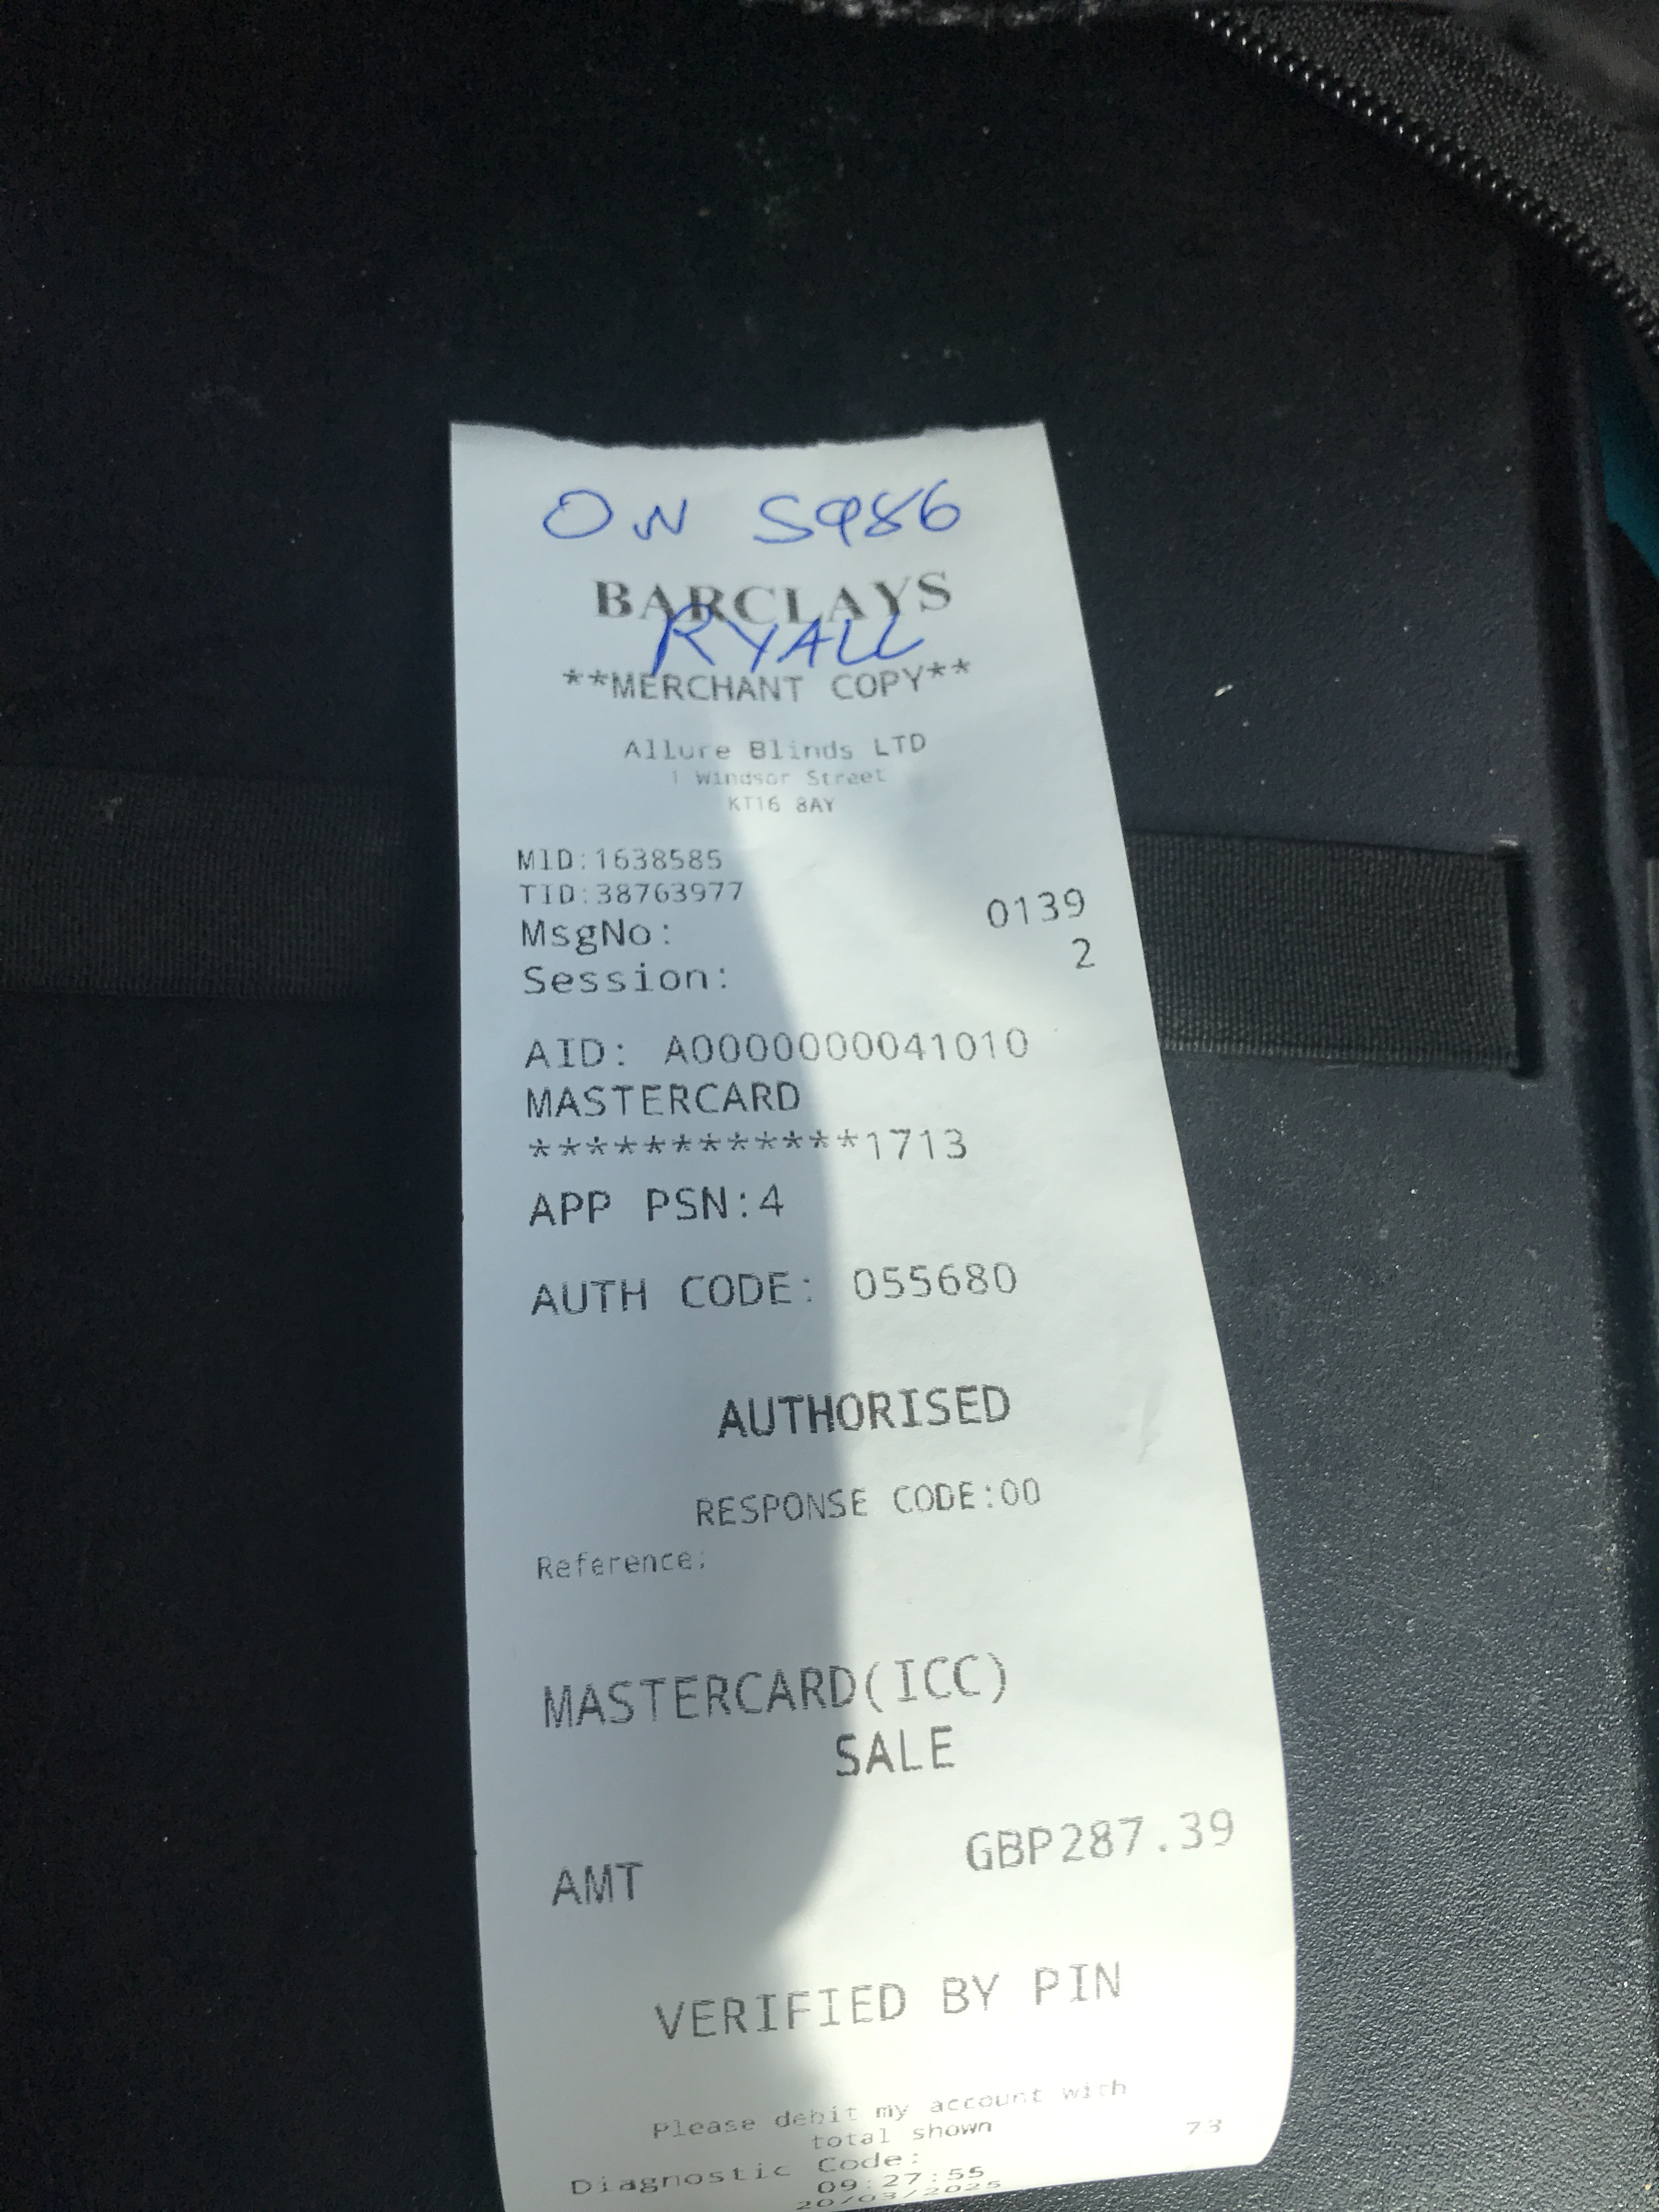 ON S986
BARCLAYS
RYALL
**MERCHANT COPY**
Allure Blinds LTD
1 Windsor Street
KT16 8AY
MID:1638585
TID:38763977
MsgNo: 0139
Session: 2
AID: A0000000041010
MASTERCARD
************1713
APP PSN:4
AUTH CODE: 055680
AUTHORISED
RESPONSE CODE:00
Reference:
MASTERCARD(ICC)
SALE
AMT GBP287.39
VERIFIED BY PIN
Please debit my account with
total shown
Diagnostic Code: 73
09:27:55
20/03/2025